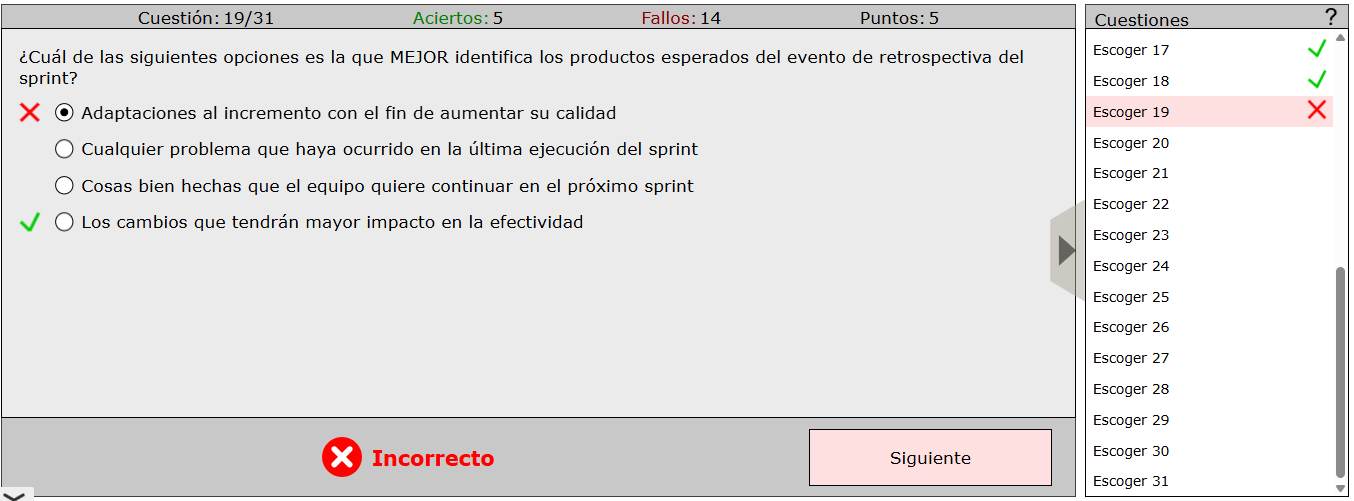 Cuestión: 19/31 Aciertos: 5 Fallos: 14 Puntos: 5
¿Cuál de las siguientes opciones es la que MEJOR identifica los productos esperados del evento de retrospectiva del
sprint?
Adaptaciones al incremento con el fin de aumentar su calidad
Cualquier problema que haya ocurrido en la última ejecución del sprint
Cosas bien hechas que el equipo quiere continuar en el próximo sprint
Los cambios que tendrán mayor impacto en la efectividad
Incorrecto
Siguiente
Cuestiones ?
Escoger 17
Escoger 18
Escoger 19
Escoger 20
Escoger 21
Escoger 22
Escoger 23
Escoger 24
Escoger 25
Escoger 26
Escoger 27
Escoger 28
Escoger 29
Escoger 30
Escoger 31